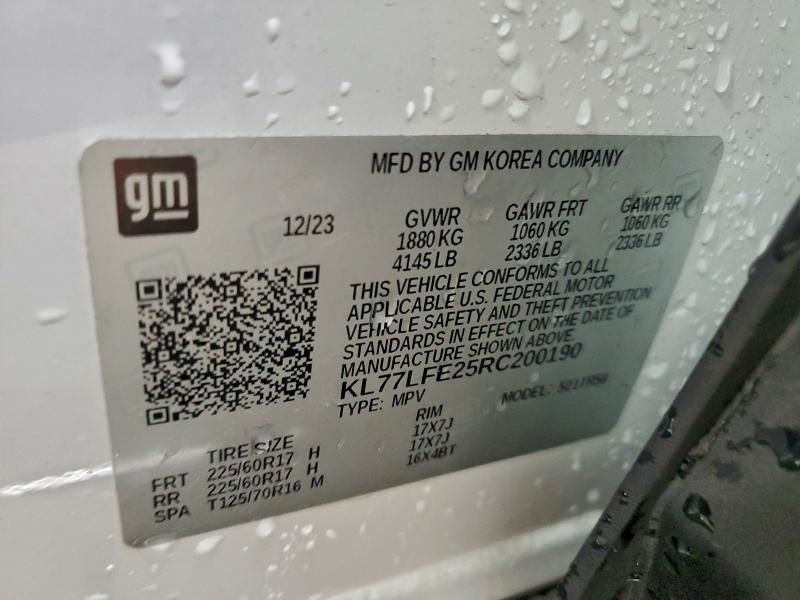 gm
MFD BY GM KOREA COMPANY
12/23
GVWR GAWR FRT GAWR RR
1880 KG 1060 KG 1060 KG
4145 LB 2336 LB 2336 LB
THIS VEHICLE CONFORMS TO ALL
APPLICABLE U.S. FEDERAL MOTOR
VEHICLE SAFETY AND THEFT PREVENTION
STANDARDS IN EFFECT ON THE DATE OF
MANUFACTURE SHOWN ABOVE.
KL77LFE25RC200190
TYPE: MPV MODEL:
TIRE SIZE RIM
FRT 225/60R17 H 17X7J
RR 225/60R17 H 17X7J
SPA T125/70R16 M 16X4BT